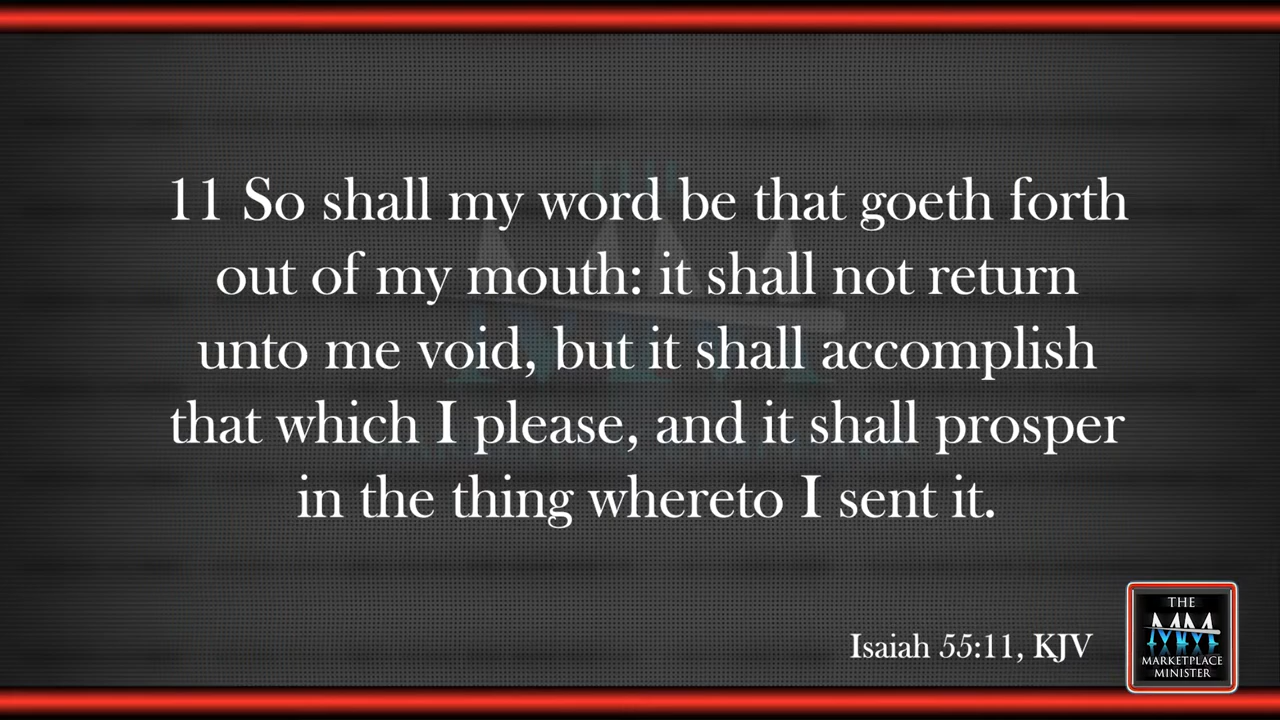 11 So shall my word be that goeth forth
out of my mouth: it shall not return
unto me void, but it shall accomplish
that which I please, and it shall prosper
in the thing whereto I sent it.
Isaiah 55:11, KJV
THE
MM
MARKETPLACE
MINISTER